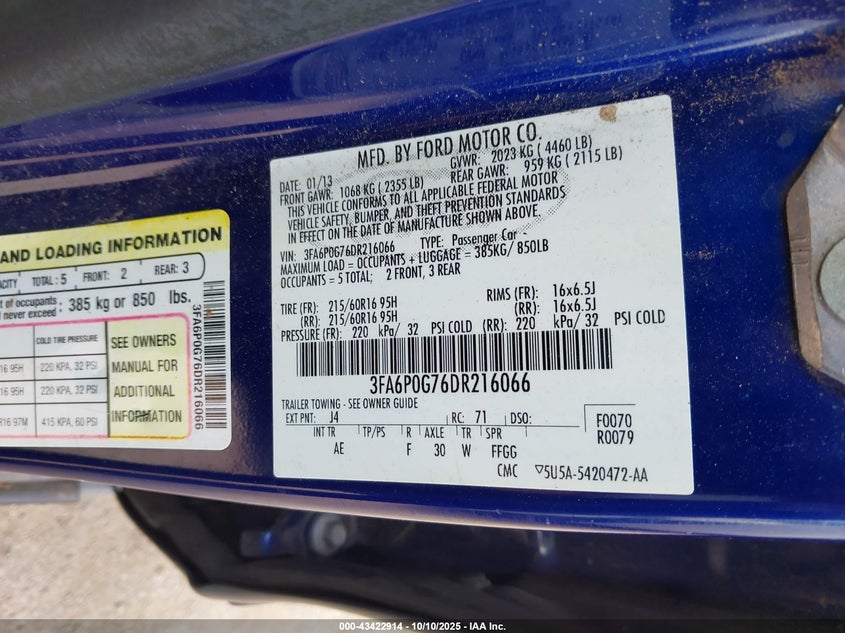 MFD. BY FORD MOTOR CO.
DATE: 01/13 GVWR: 2023 KG ( 4460 LB)
FRONT GAWR: 1068 KG ( 2355 LB) REAR GAWR: 959 KG ( 2115 LB)
THIS VEHICLE CONFORMS TO ALL APPLICABLE FEDERAL MOTOR
VEHICLE SAFETY, BUMPER, AND THEFT PREVENTION STANDARDS
IN EFFECT ON THE DATE OF MANUFACTURE SHOWN ABOVE.
VIN: 3FA6P0G76DR216066 TYPE: Passenger Car -
MAXIMUM LOAD = OCCUPANTS + LUGGAGE = 385KG/ 850LB
OCCUPANTS = 5 TOTAL; 2 FRONT, 3 REAR
TIRE (FR): 215/60R16 95H RIMS (FR): 16x6.5J
(RR): 215/60R16 95H (RR): 16x6.5J
PRESSURE (FR): 220 kPa/ 32 PSI COLD (RR): 220 kPa/ 32 PSI COLD
3FA6P0G76DR216066
TRAILER TOWING - SEE OWNER GUIDE
EXT PNT: J4 RC: 71 DSO:
INT TR TP/PS R AXLE TR SPR
AE F 30 W FFGG
F0070
R0079
CMC ▽5U5A-5420472-AA
AND LOADING INFORMATION
TOTAL: 5 FRONT: 2 REAR: 3
of occupants
never exceed: 385 kg or 850 lbs.
COLD TIRE PRESSURE
95H 220 KPA, 32 PSI
95H 220 KPA, 32 PSI
97M 415 KPA, 60 PSI
SEE OWNERS
MANUAL FOR
ADDITIONAL
INFORMATION
3FA6P0G76DR216066
000-43422914 - 10/10/2025 - IAA Inc.